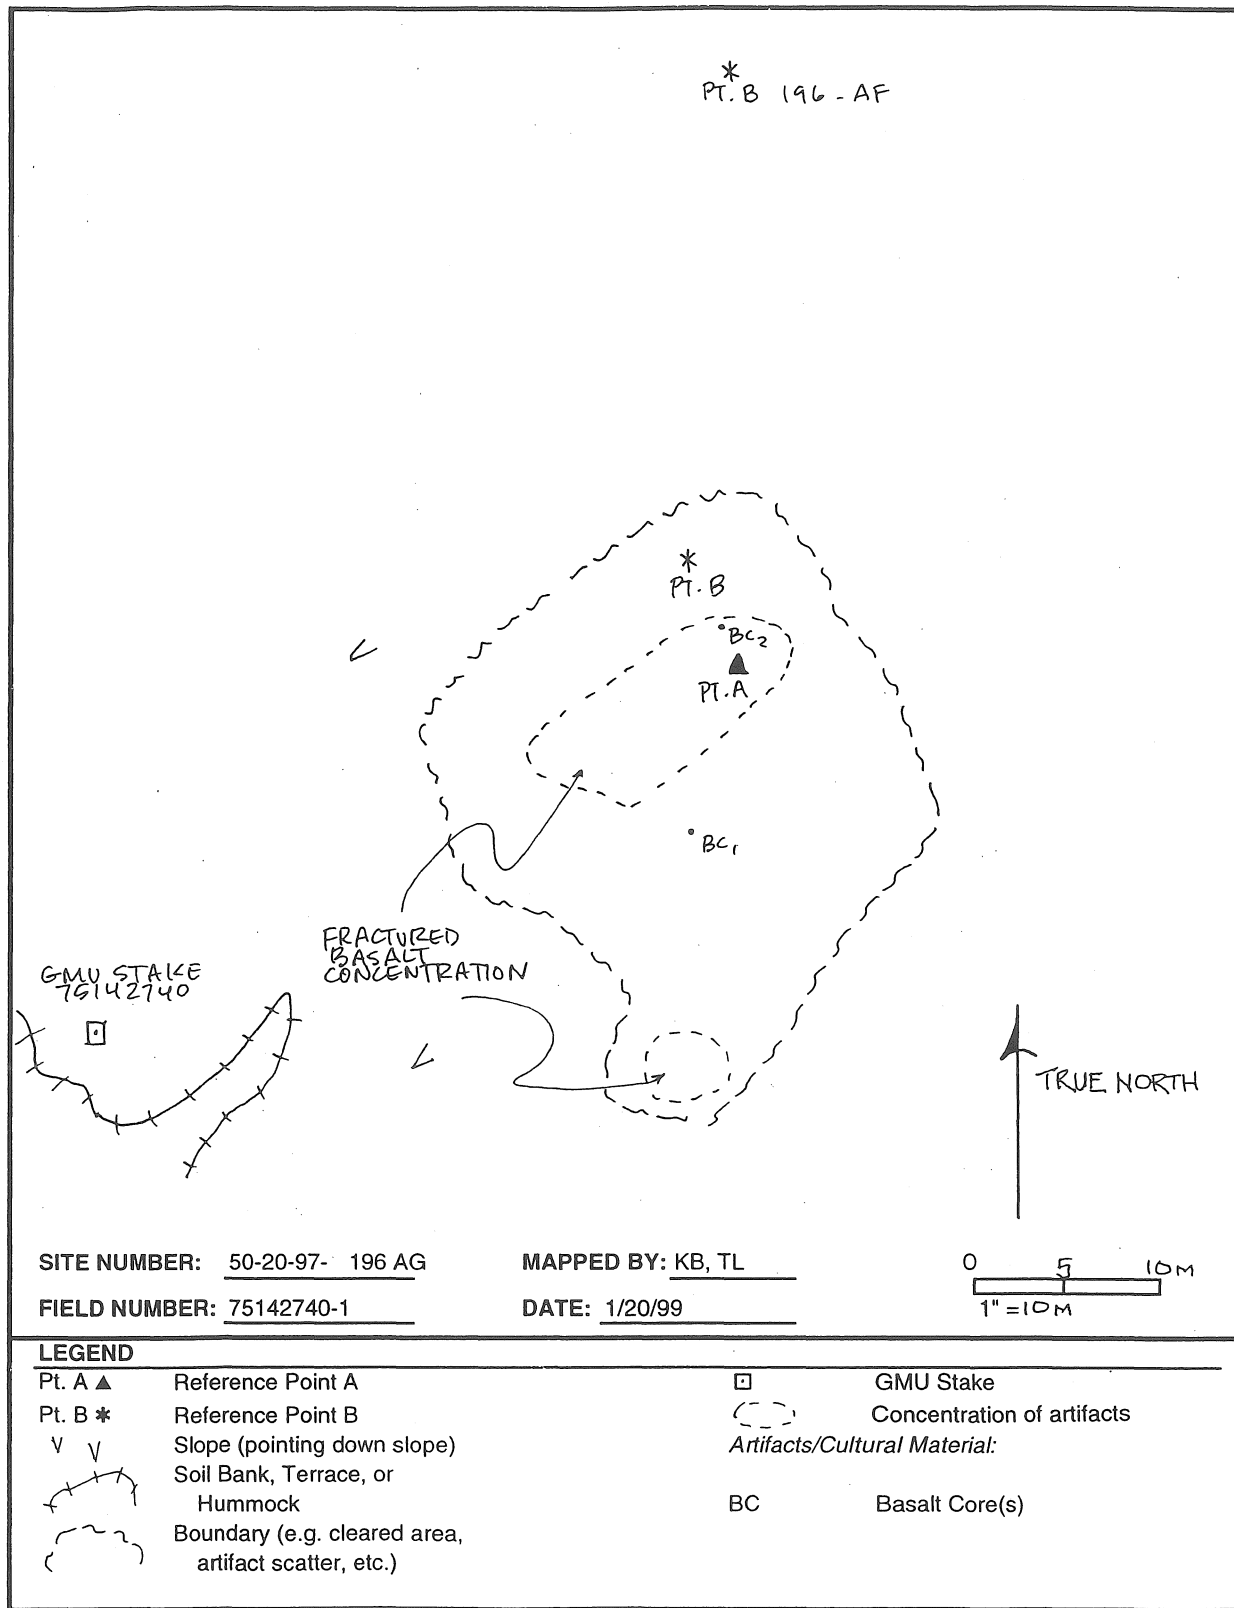 PT. B 196 - AF
PT. B
BC2
PT. A
BC1
FRACTURED
BASALT
CONCENTRATION
GMU STAKE
75142740
TRUE NORTH
SITE NUMBER: 50-20-97- 196 AG
MAPPED BY: KB, TL
0 5 10M
FIELD NUMBER: 75142740-1
DATE: 1/20/99
1" = 10M
LEGEND
Pt. A ▲ Reference Point A
Pt. B * Reference Point B
V V Slope (pointing down slope)
Soil Bank, Terrace, or
Hummock
Boundary (e.g. cleared area,
artifact scatter, etc.)
GMU Stake
Concentration of artifacts
Artifacts/Cultural Material:
BC Basalt Core(s)